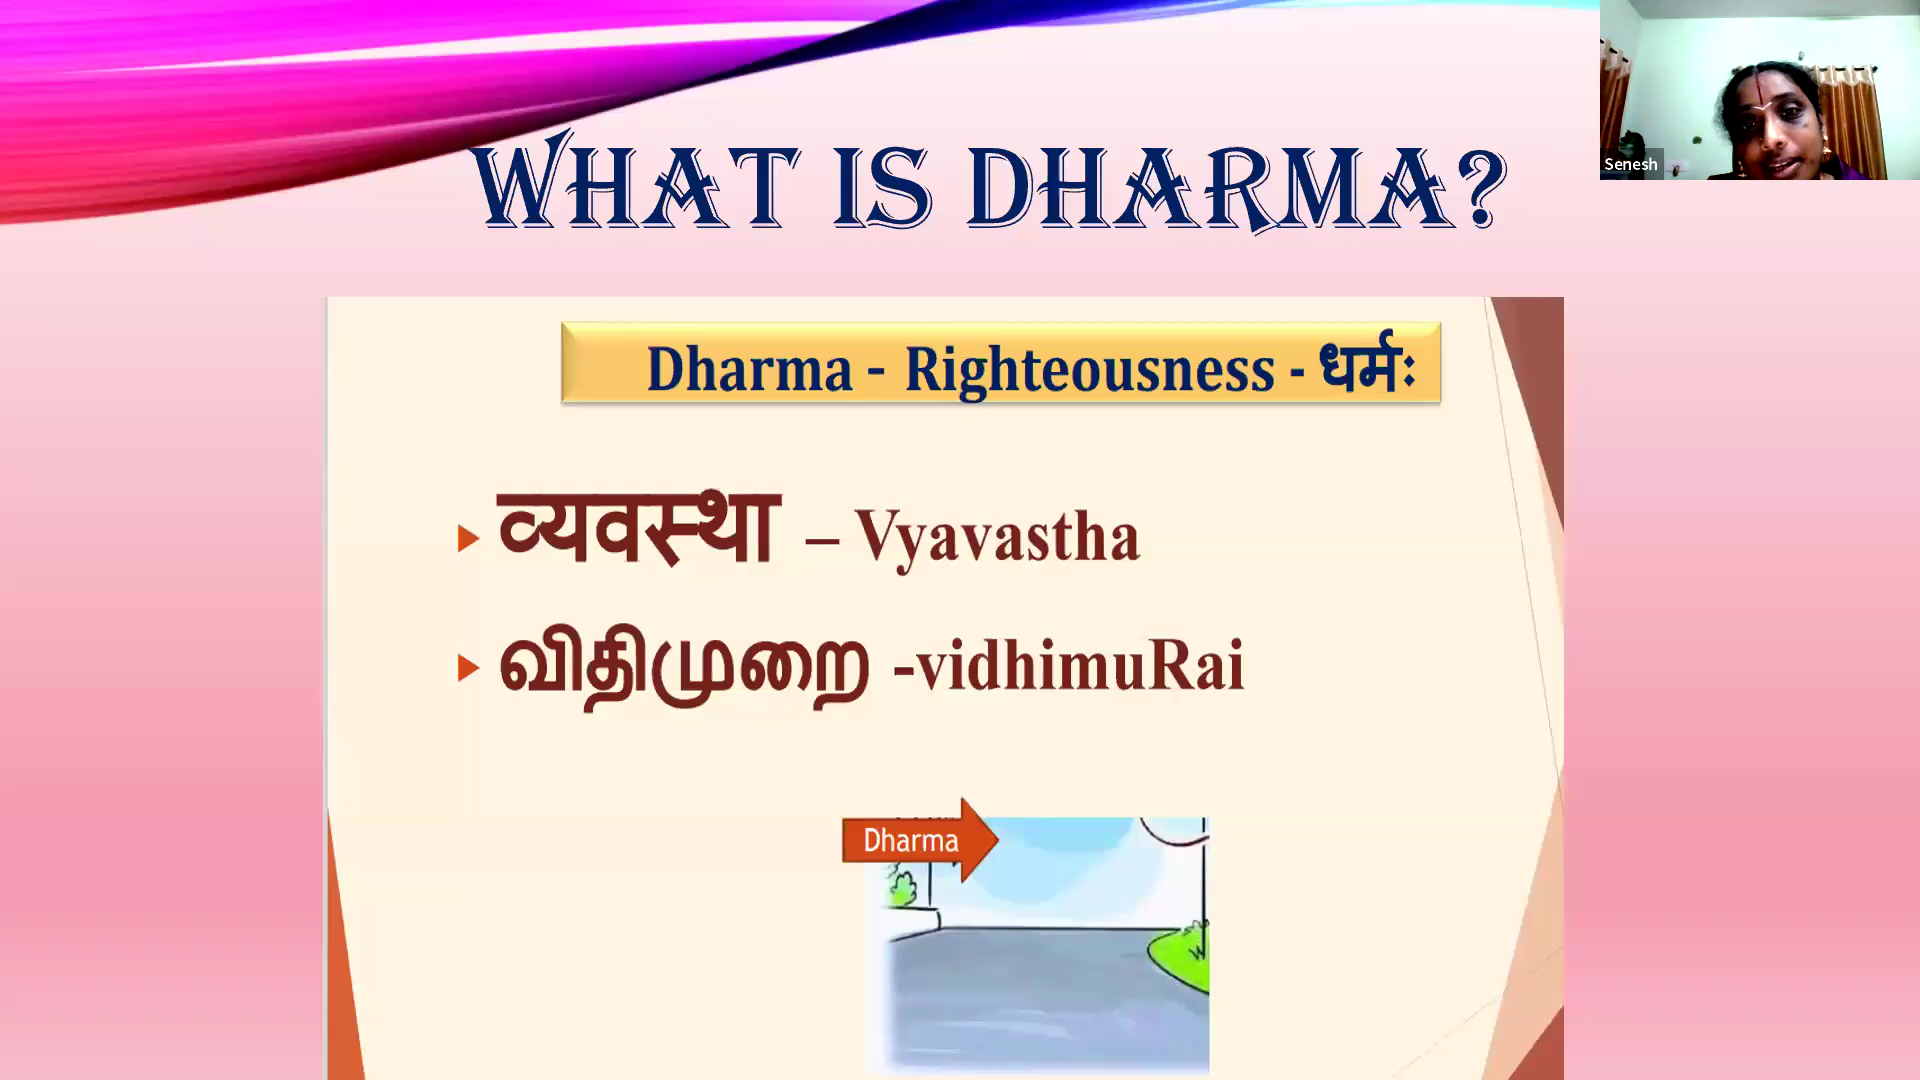 WHAT IS DHARMA?
Senesh
Dharma - Righteousness - धर्मः
व्यवस्था – Vyavastha
விதிமுறை -vidhimuRai
Dharma